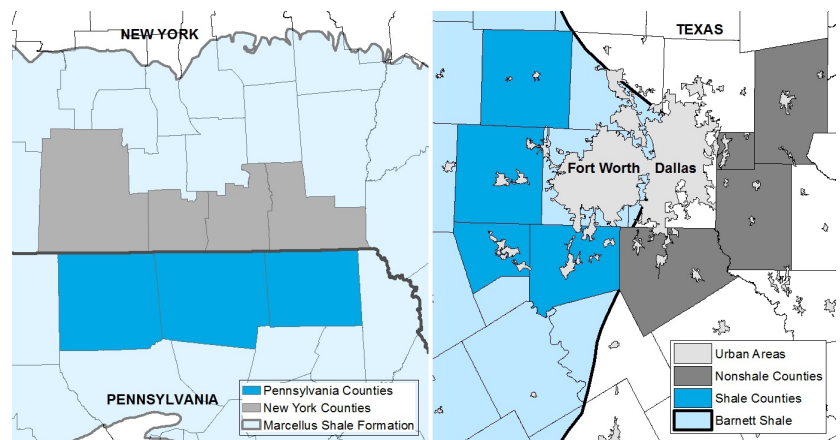 NEW YORK
PENNSYLVANIA
Pennsylvania Counties
New York Counties
Marcellus Shale Formation
TEXAS
Fort Worth
Dallas
Urban Areas
Nonshale Counties
Shale Counties
Barnett Shale